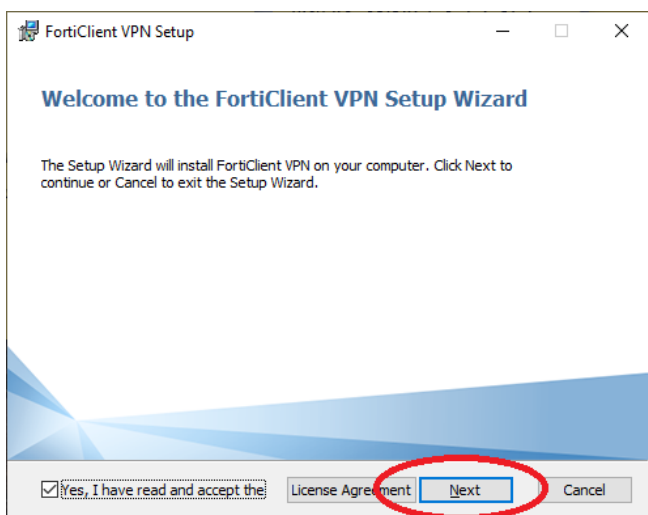 FortiClient VPN Setup
Welcome to the FortiClient VPN Setup Wizard
The Setup Wizard will install FortiClient VPN on your computer. Click Next to
continue or Cancel to exit the Setup Wizard.
Yes, I have read and accept the License Agreement Next Cancel